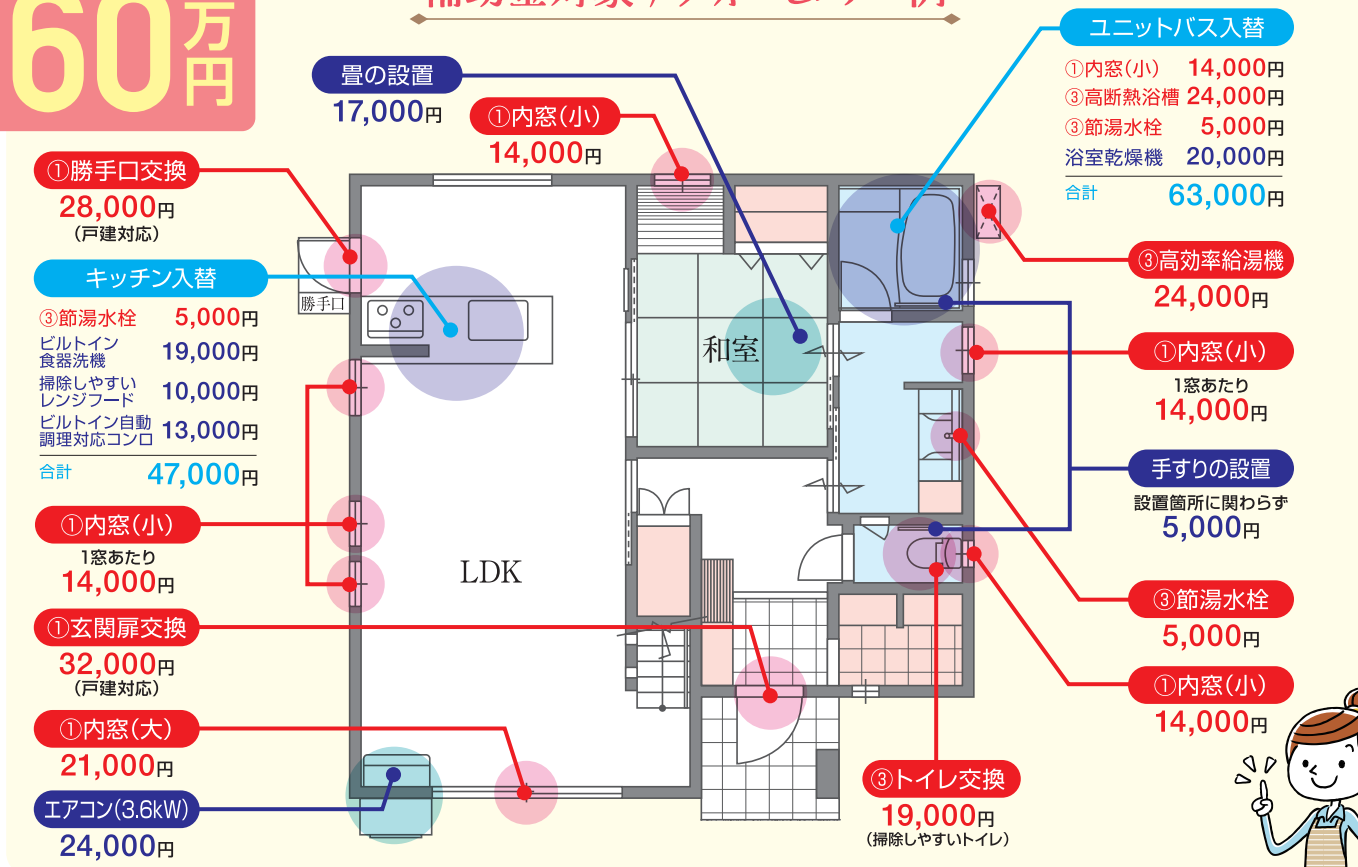 60万円
ユニットバス入替
①内窓(小) 14,000円
③高断熱浴槽 24,000円
③節湯水栓 5,000円
浴室乾燥機 20,000円
合計 63,000円
畳の設置
17,000円
①内窓(小)
14,000円
①勝手口交換
28,000円
(戸建対応)
キッチン入替
③節湯水栓 5,000円
ビルトイン
食器洗機 19,000円
掃除しやすい
レンジフード 10,000円
ビルトイン自動
調理対応コンロ 13,000円
合計 47,000円
①内窓(小)
1窓あたり
14,000円
①玄関扉交換
32,000円
(戸建対応)
①内窓(大)
21,000円
エアコン(3.6kW)
24,000円
勝手口
和室
LDK
③高効率給湯機
24,000円
①内窓(小)
1窓あたり
14,000円
手すりの設置
設置箇所に関わらず
5,000円
③節湯水栓
5,000円
①内窓(小)
14,000円
③トイレ交換
19,000円
(掃除しやすいトイレ)